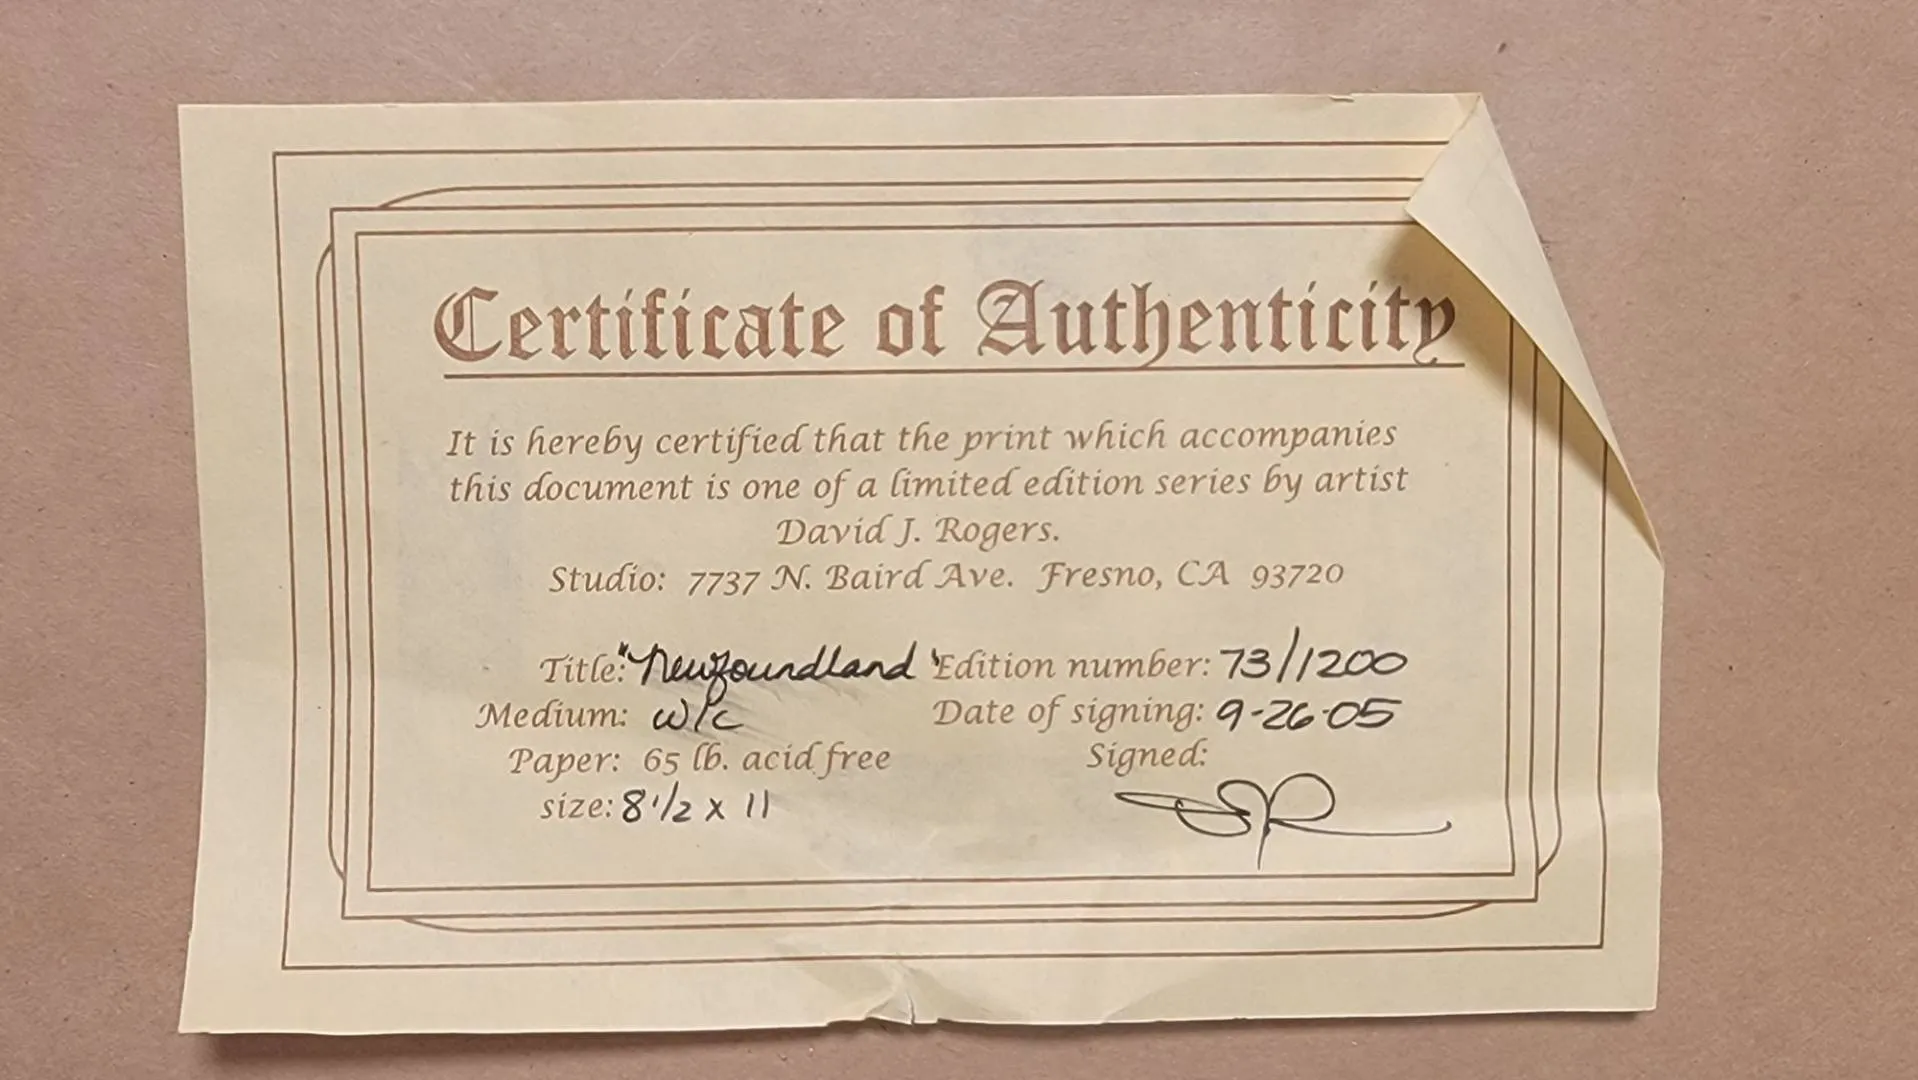 Certificate of Authenticity
It is hereby certified that the print which accompanies
this document is one of a limited edition series by artist
David J. Rogers.
Studio: 7737 N. Baird Ave. Fresno, CA 93720
Title: "Newfoundland" Edition number: 73/1200
Medium: w/c Date of signing: 9-26-05
Paper: 65 lb. acid free Signed:
size: 8 1/2 x 11